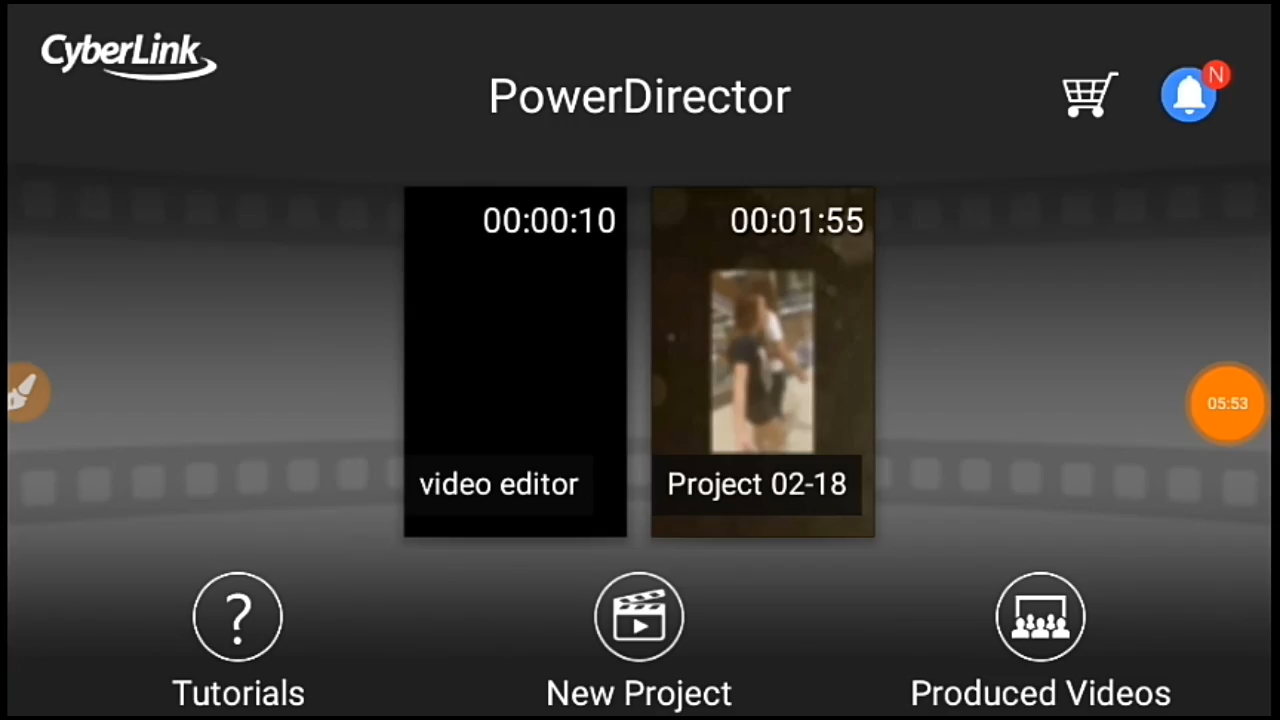 CyberLink
PowerDirector
N
00:00:10
00:01:55
05:53
video editor
Project 02-18
?
Tutorials
New Project
Produced Videos